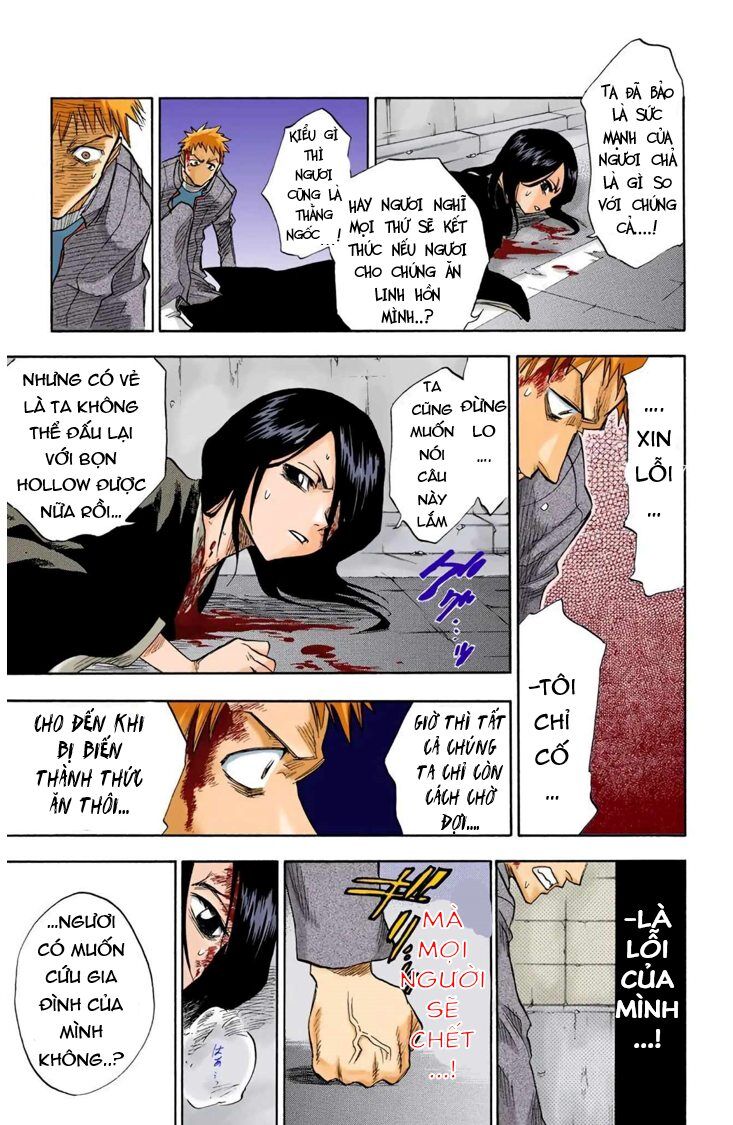 TA ĐÃ BẢO
LÀ SỨC
MẠNH CỦA
NGƯƠI CHẢ
LÀ GÌ SO
VỚI CHÚNG
CẢ....!
HAY NGƯƠI NGHĨ
MỌI THỨ SẼ KẾT
THÚC NẾU NGƯƠI
CHO CHÚNG ĂN
LINH HỒN
MÌNH..?
KIỂU GÌ
THÌ
NGƯƠI
CŨNG LÀ
THẰNG
NGỐC ...!
....
XIN
LỖI
...
-TÔI
CHỈ
CỐ
...
ĐỪNG
LO
....
TA
CŨNG
MUỐN
NÓI
CÂU
NÀY
LẮM
NHƯNG CÓ VẺ
LÀ TA KHÔNG
THỂ ĐẤU LẠI
VỚI BỌN
HOLLOW ĐƯỢC
NỮA RỒI...
GIỜ THÌ TẤT
CẢ CHÚNG
TA CHỈ CÒN
CÁCH CHỜ
ĐỢI....
CHO ĐẾN KHI
BỊ BIẾN
THÀNH THỨC
ĂN THÔI...
-LÀ
LỖI
CỦA
MÌNH
...!
MÀ
MỌI
NGƯỜI
SẼ
CHẾT
...!
...NGƯƠI
CÓ MUỐN
CỨU GIA
ĐÌNH CỦA
MÌNH
KHÔNG..?